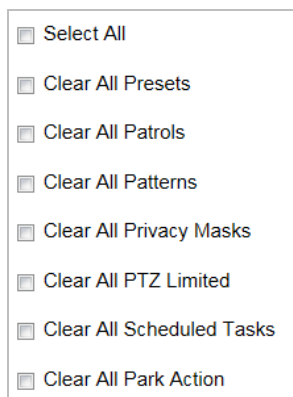 Select All
Clear All Presets
Clear All Patrols
Clear All Patterns
Clear All Privacy Masks
Clear All PTZ Limited
Clear All Scheduled Tasks
Clear All Park Action